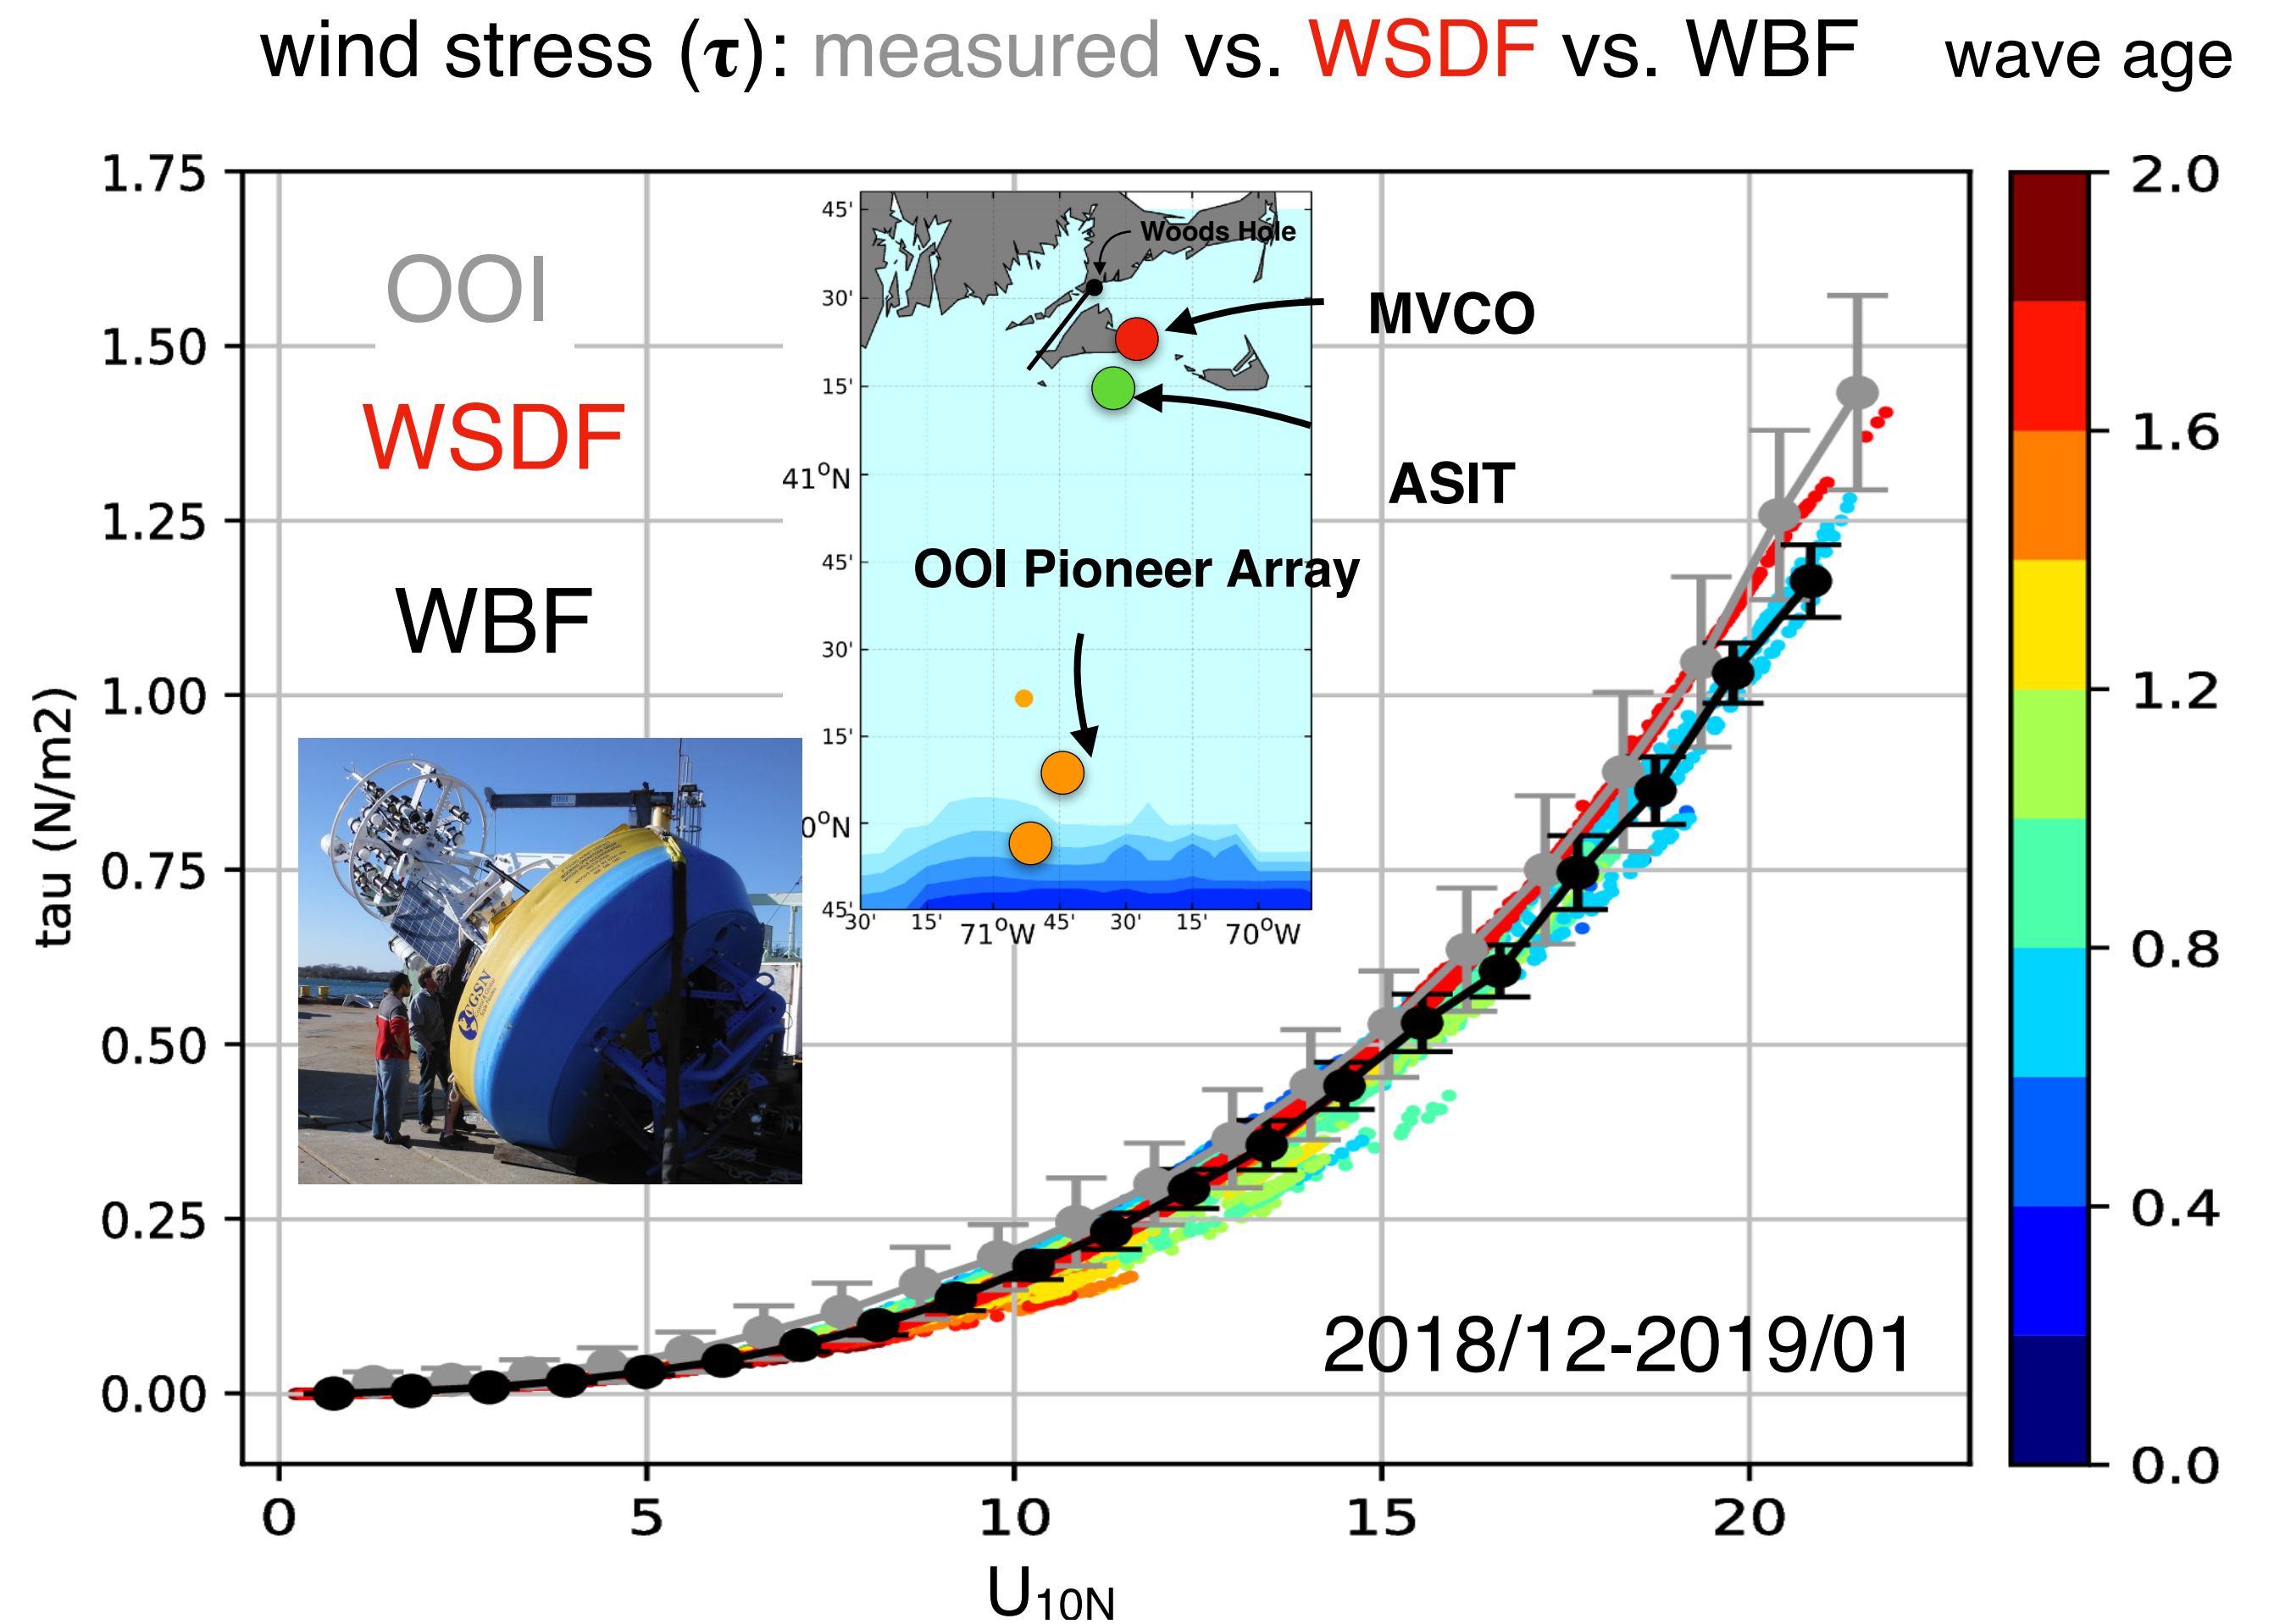 wind stress (τ): measured vs. WSDF vs. WBF
wave age
1.75
1.50
1.25
1.00
0.75
0.50
0.25
0.00
tau (N/m2)
0
5
10
15
20
U10N
OOI
WSDF
WBF
45'
30'
15'
41°N
45'
30'
15'
0°N
45'
30'
15'
71°W
45'
30'
15'
70°W
Woods Hole
MVCO
ASIT
OOI Pioneer Array
CGSN
2018/12-2019/01
2.0
1.6
1.2
0.8
0.4
0.0